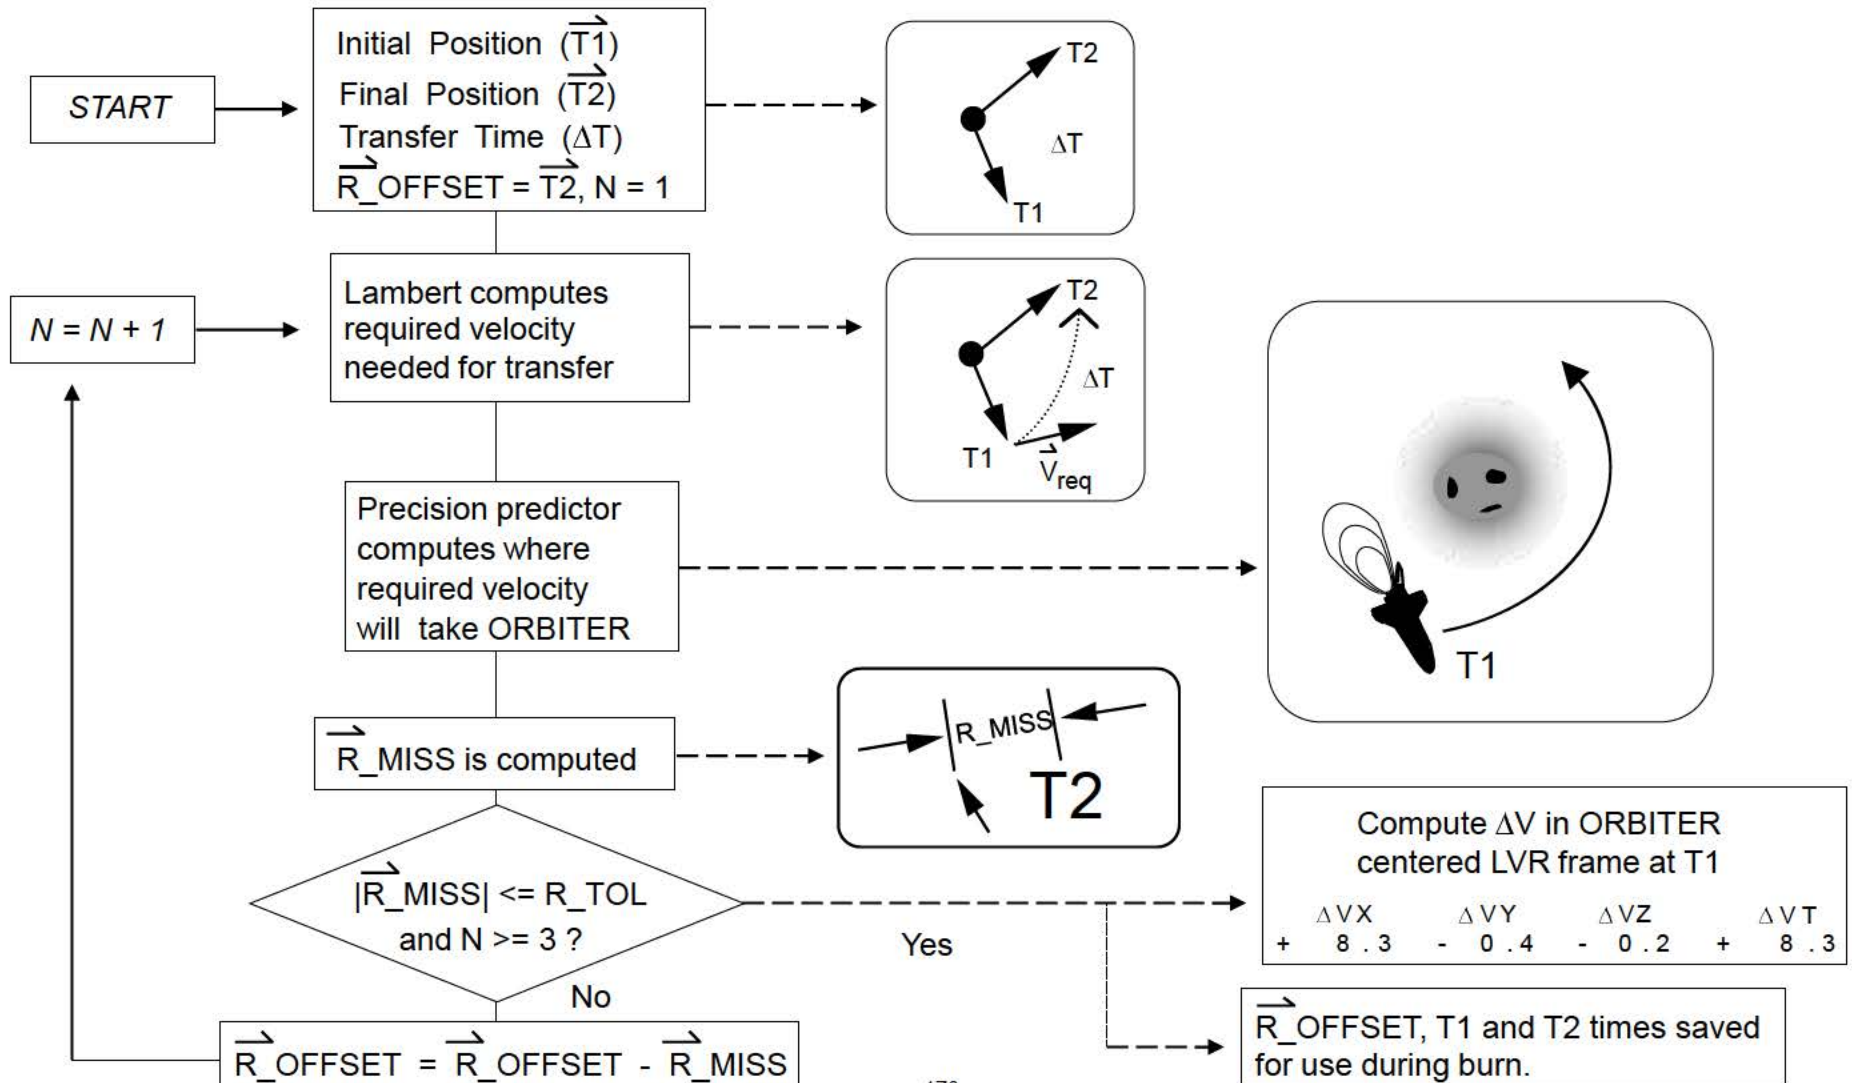 START
Initial Position (T1)
Final Position (T2)
Transfer Time (ΔT)
R_OFFSET = T2, N = 1
T2
ΔT
T1
N = N + 1
Lambert computes
required velocity
needed for transfer
T2
ΔT
T1
Vreq
Precision predictor
computes where
required velocity
will take ORBITER
T1
R_MISS is computed
R_MISS
T2
|R_MISS| <= R_TOL
and N >= 3 ?
Yes
No
Compute ΔV in ORBITER
centered LVR frame at T1
ΔVX ΔVY ΔVZ ΔVT
+ 8.3 - 0.4 - 0.2 + 8.3
R_OFFSET = R_OFFSET - R_MISS
R_OFFSET, T1 and T2 times saved
for use during burn.